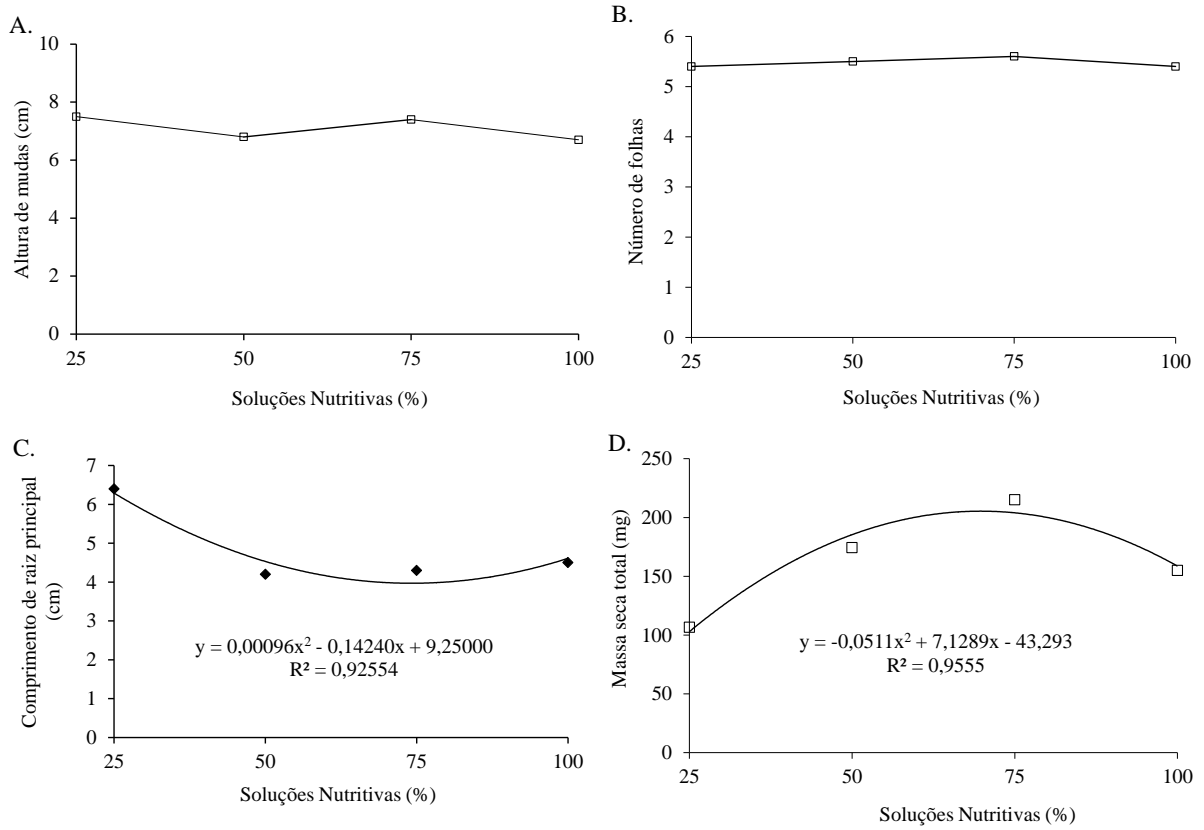 A.
Altura de mudas (cm)
10
8
6
4
2
0
25 50 75 100
Soluções Nutritivas (%)
B.
Número de folhas
6
5
4
3
2
1
0
25 50 75 100
Soluções Nutritivas (%)
C.
Comprimento de raiz principal
(cm)
7
6
5
4
3
2
1
0
y = 0,00096x² - 0,14240x + 9,25000
R² = 0,92554
25 50 75 100
Soluções Nutritivas (%)
D.
Massa seca total (mg)
250
200
150
100
50
0
y = -0,0511x² + 7,1289x - 43,293
R² = 0,9555
25 50 75 100
Soluções Nutritivas (%)